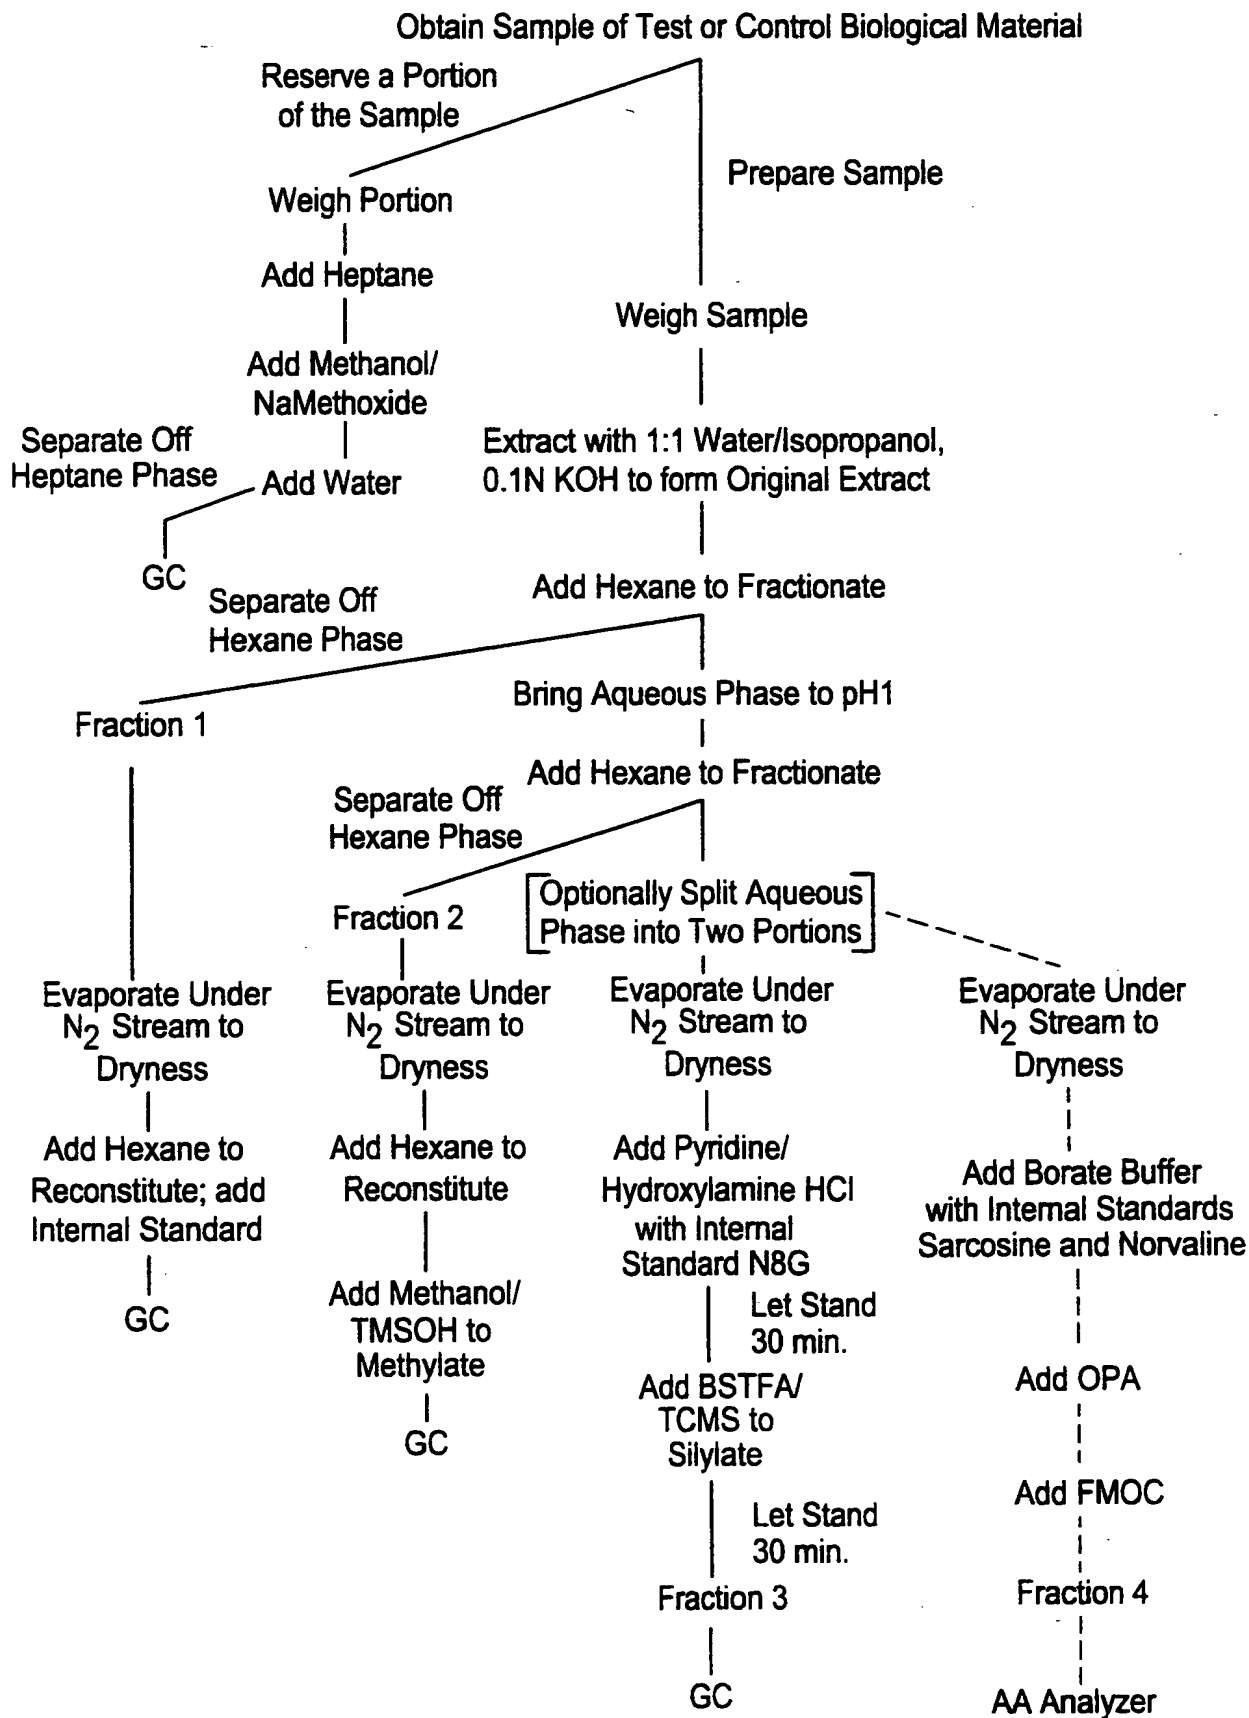 Obtain Sample of Test or Control Biological Material
Reserve a Portion
of the Sample
Prepare Sample
Weigh Portion
Add Heptane
Weigh Sample
Add Methanol/
NaMethoxide
Separate Off
Heptane Phase
Add Water
Extract with 1:1 Water/Isopropanol,
0.1N KOH to form Original Extract
GC
Add Hexane to Fractionate
Separate Off
Hexane Phase
Fraction 1
Bring Aqueous Phase to pH1
Add Hexane to Fractionate
Separate Off
Hexane Phase
Fraction 2
Optionally Split Aqueous
Phase into Two Portions
Evaporate Under
N2 Stream to
Dryness
Add Hexane to
Reconstitute; add
Internal Standard
GC
Evaporate Under
N2 Stream to
Dryness
Add Hexane to
Reconstitute
Add Methanol/
TMSOH to
Methylate
GC
Evaporate Under
N2 Stream to
Dryness
Add Pyridine/
Hydroxylamine HCl
with Internal
Standard N8G
Let Stand
30 min.
Add BSTFA/
TCMS to
Silylate
Let Stand
30 min.
Fraction 3
GC
Evaporate Under
N2 Stream to
Dryness
Add Borate Buffer
with Internal Standards
Sarcosine and Norvaline
Add OPA
Add FMOC
Fraction 4
AA Analyzer